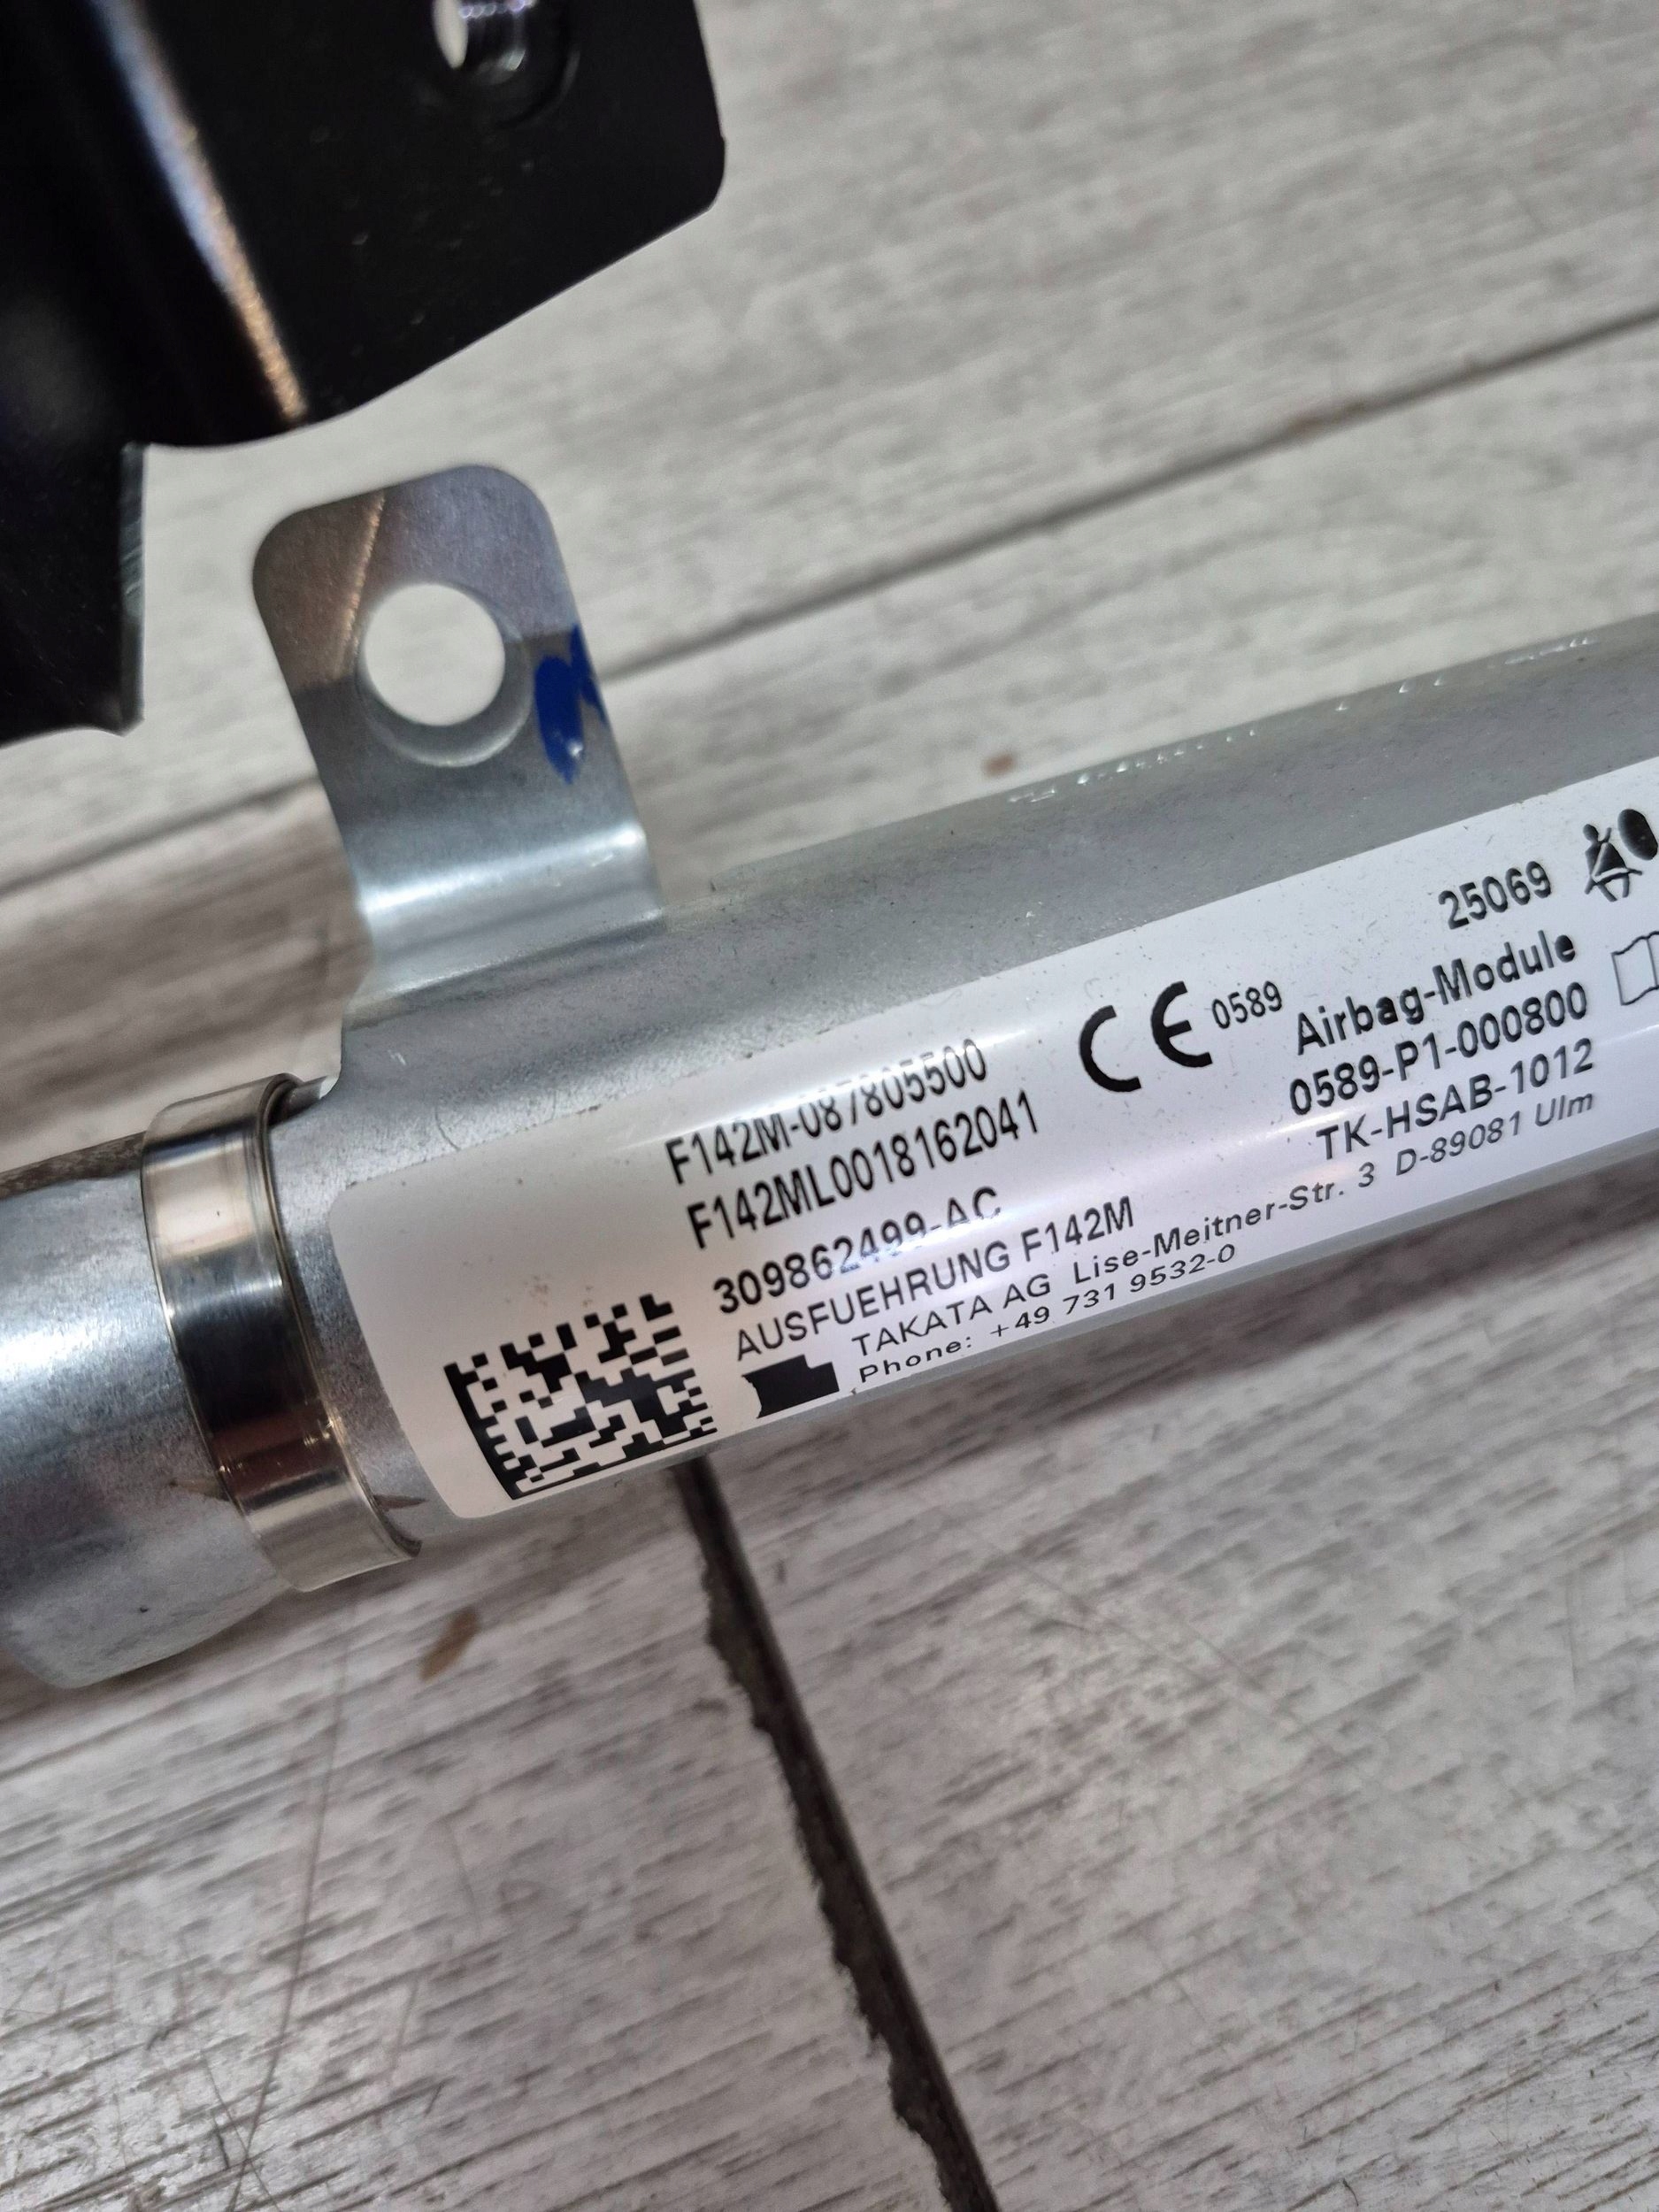 F142M-087805500
F142ML0018162041
309862499-AC
AUSFUEHRUNG F142M
TAKATA AG Lise-Meitner-Str. 3 D-89081 Ulm
Phone: +49 731 9532-0
CE 0589
25069
Airbag-Module
0589-P1-000800
TK-HSAB-1012